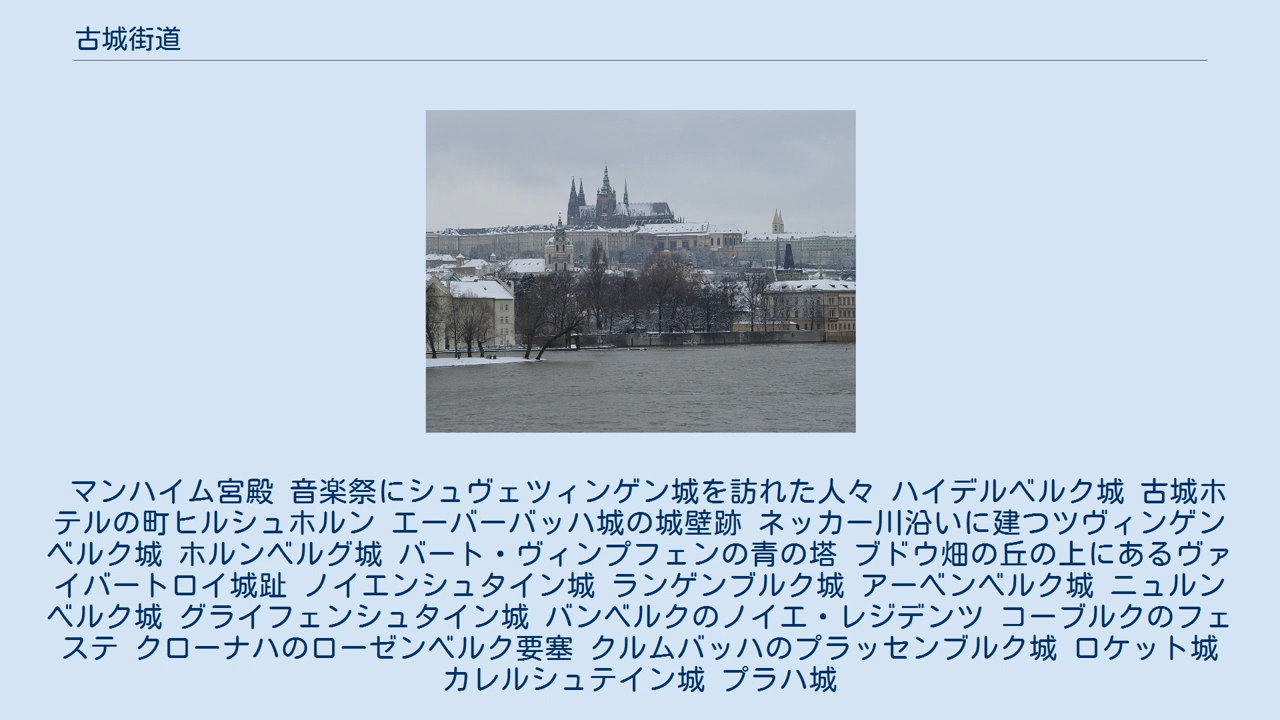 古城街道
マンハイム宮殿 音楽祭にシュヴェツィンゲン城を訪れた人々 ハイデルベルク城 古城ホ
テルの町ヒルシュホルン エーバーバッハ城の城壁跡 ネッカー川沿いに建つツヴィンゲン
ベルク城 ホルンベルグ城 バート・ヴィンプフェンの青の塔 ブドウ畑の丘の上にあるヴァ
イバートロイ城趾 ノイエンシュタイン城 ランゲンブルク城 アーベンベルク城 ニュルン
ベルク城 グライフェンシュタイン城 バンベルクのノイエ・レジデンツ コーブルクのフェ
ステ クローナハのローゼンベルク要塞 クルムバッハのプラッセンブルク城 ロケット城
カレルシュテイン城 プラハ城